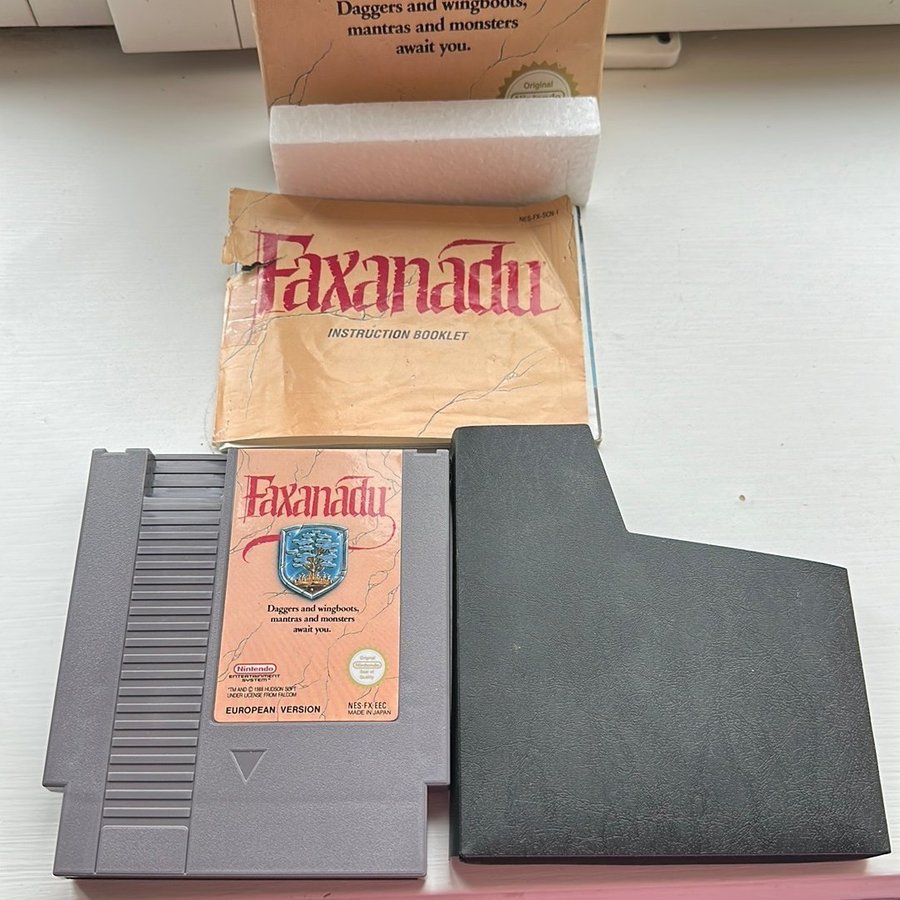 Daggers and wingboots,
mantras and monsters
await you.
Original
Nintendo
NES-FX-SCN-1
Faxanadu
INSTRUCTION BOOKLET
Faxanadu
Daggers and wingboots,
mantras and monsters
await you.
Nintendo
ENTERTAINMENT
SYSTEM
Original
Nintendo
Seal of
Quality
™ AND © 1989 HUDSON SOFT
UNDER LICENSE FROM FALCOM
EUROPEAN VERSION
NES-FX-EEC
MADE IN JAPAN